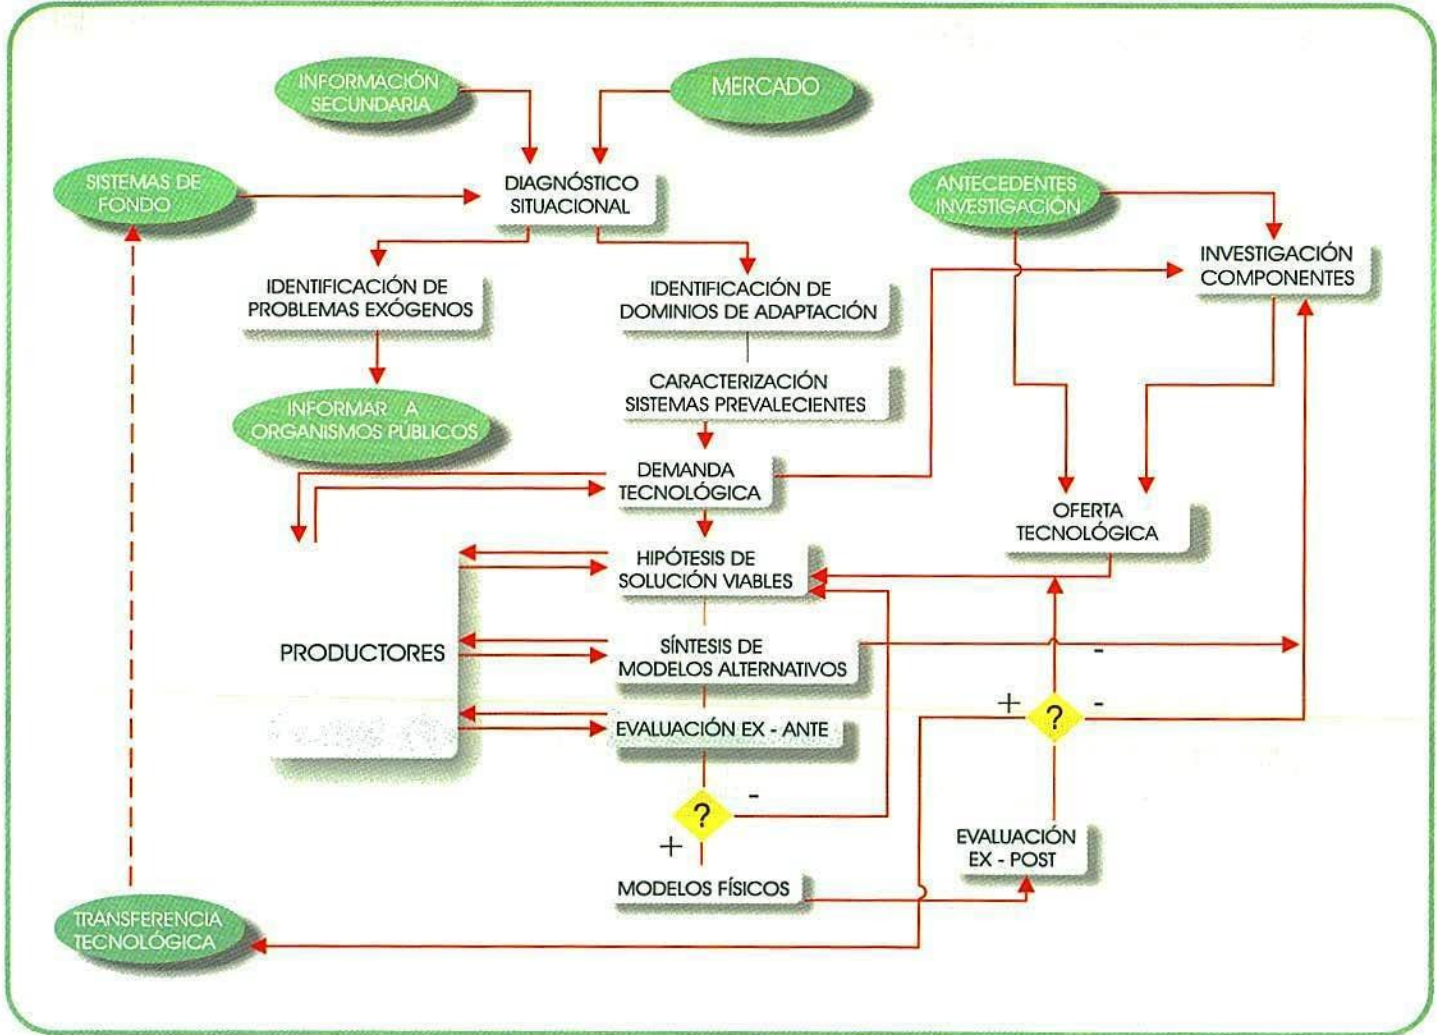 INFORMACIÓN
SECUNDARIA
MERCADO
SISTEMAS DE
FONDO
DIAGNÓSTICO
SITUACIONAL
ANTECEDENTES
INVESTIGACIÓN
INVESTIGACIÓN
COMPONENTES
IDENTIFICACIÓN DE
PROBLEMAS EXÓGENOS
IDENTIFICACIÓN DE
DOMINIOS DE ADAPTACIÓN
CARACTERIZACIÓN
SISTEMAS PREVALECIENTES
INFORMAR A
ORGANISMOS PÚBLICOS
DEMANDA
TECNOLÓGICA
OFERTA
TECNOLÓGICA
HIPÓTESIS DE
SOLUCIÓN VIABLES
PRODUCTORES
SÍNTESIS DE
MODELOS ALTERNATIVOS
-
+ ? -
EVALUACIÓN EX - ANTE
? -
+
EVALUACIÓN
EX - POST
MODELOS FÍSICOS
TRANSFERENCIA
TECNOLÓGICA